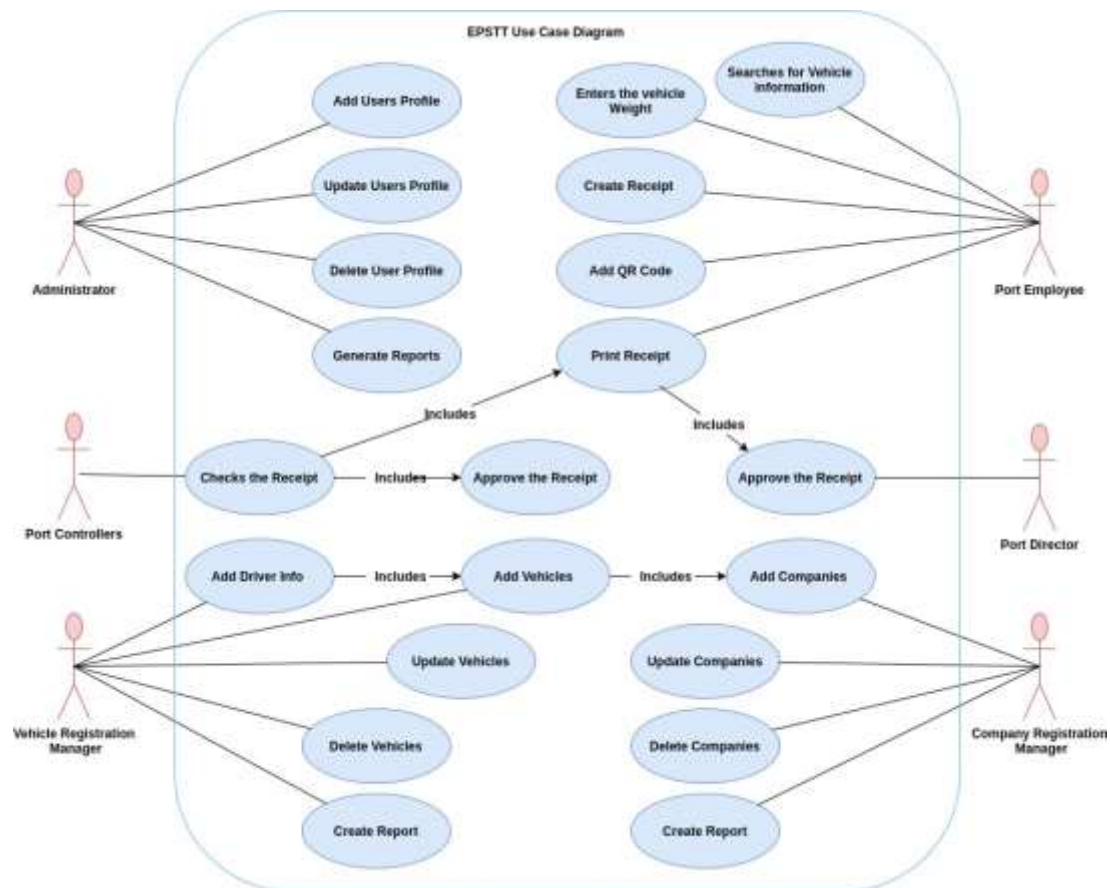 EPSTT Use Case Diagram
Add Users Profile
Enters the vehicle
Weight
Searches for Vehicle
information
Update Users Profile
Create Receipt
Administrator
Delete User Profile
Add QR Code
Port Employee
Generate Reports
Print Receipt
Includes
Includes
Checks the Receipt
Includes
Approve the Receipt
Approve the Receipt
Port Controllers
Port Director
Add Driver Info
Includes
Add Vehicles
Includes
Add Companies
Update Vehicles
Update Companies
Vehicle Registration
Manager
Delete Vehicles
Delete Companies
Company Registration
Manager
Create Report
Create Report